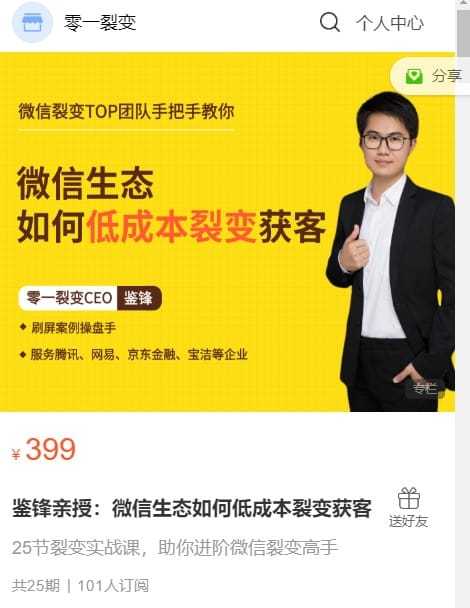 零一裂变
个人中心
分享
微信裂变TOP团队手把手教你
微信生态
如何低成本裂变获客
零一裂变CEO 鉴锋
◆ 刷屏案例操盘手
◆ 服务腾讯、网易、京东金融、宝洁等企业
专栏
¥ 399
鉴锋亲授：微信生态如何低成本裂变获客
送好友
25节裂变实战课，助你进阶微信裂变高手
共25期 | 101人订阅